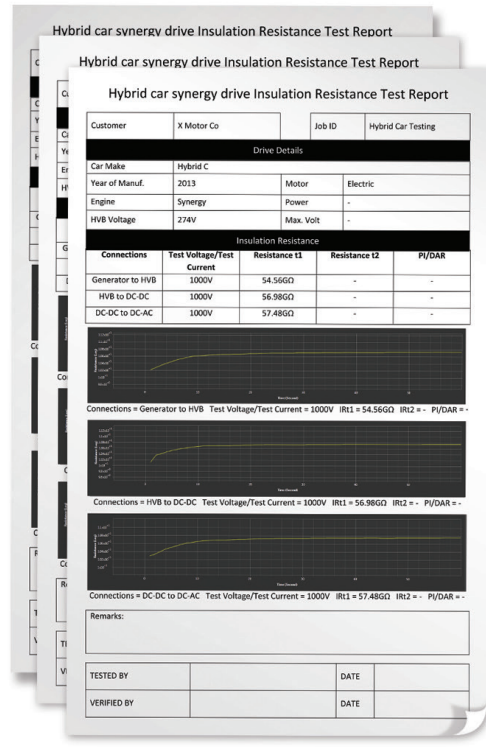 Hybrid car synergy drive Insulation Resistance Test Report
Hybrid car synergy drive Insulation Resistance Test Report
Hybrid car synergy drive Insulation Resistance Test Report
Customer X Motor Co Job ID Hybrid Car Testing
Drive Details
Car Make Hybrid C
Year of Manuf. 2013 Motor Electric
Engine Synergy Power -
HVB Voltage 274V Max. Volt -
Insulation Resistance
Connections Test Voltage/Test Current Resistance t1 Resistance t2 PI/DAR
Generator to HVB 1000V 54.56GΩ - -
HVB to DC-DC 1000V 56.98GΩ - -
DC-DC to DC-AC 1000V 57.48GΩ - -
Connections = Generator to HVB Test Voltage/Test Current = 1000V IRt1 = 54.56GΩ IRt2 = - PI/DAR = -
Connections = HVB to DC-DC Test Voltage/Test Current = 1000V IRt1 = 56.98GΩ IRt2 = - PI/DAR = -
Connections = DC-DC to DC-AC Test Voltage/Test Current = 1000V IRt1 = 57.48GΩ IRt2 = - PI/DAR = -
Remarks:
TESTED BY DATE
VERIFIED BY DATE